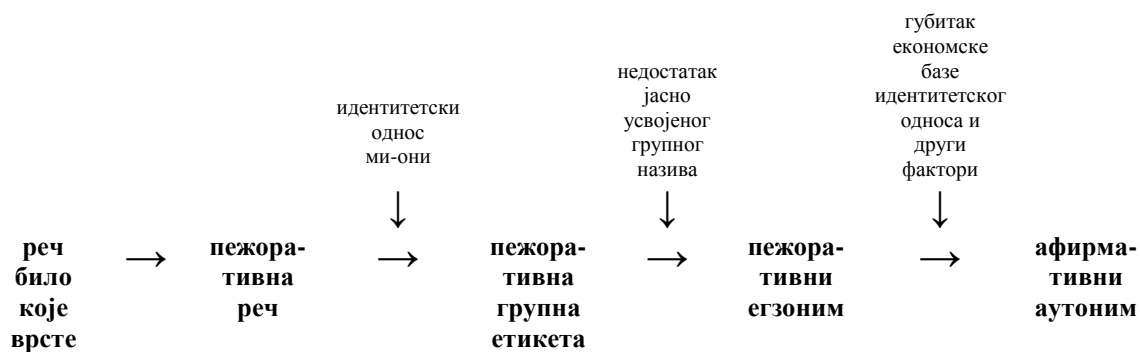 идентитетски
однос
ми-они
недостатак
јасно
усвојеног
групног
назива
губитак
економске
базе
идентитетског
односа и
други
фактори
реч
било
које
врсте
пежора-
тивна
реч
пежора-
тивна
групна
етикета
пежора-
тивни
егзоним
афирма-
тивни
аутоним